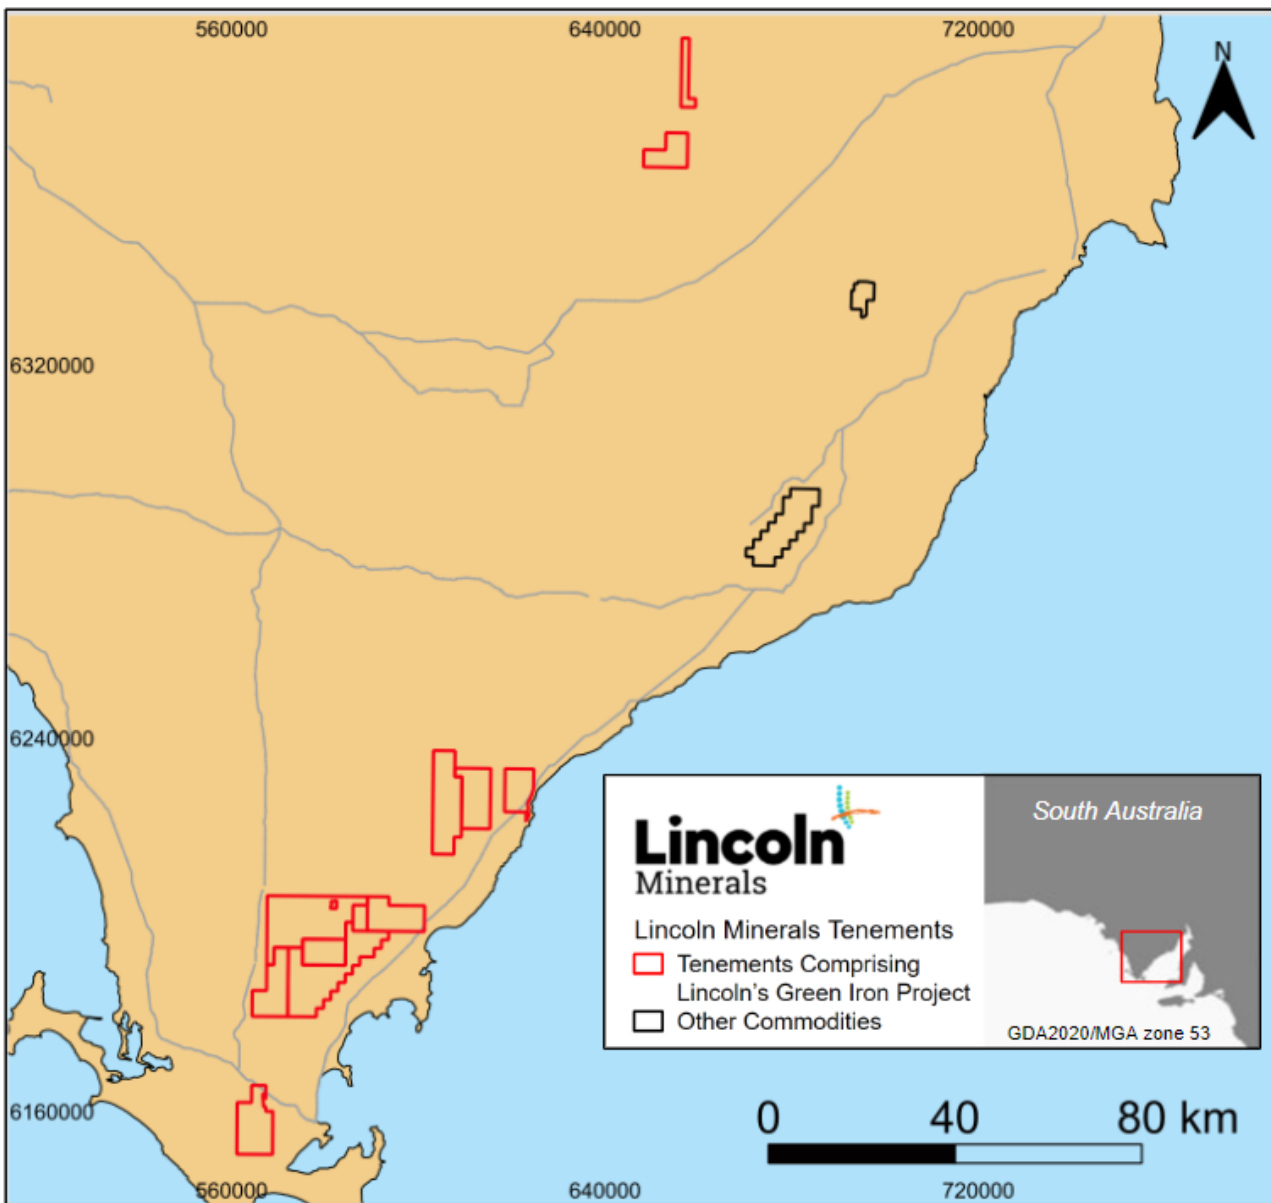 560000 640000 720000
N
6320000
6240000
South Australia
Lincoln
Minerals
Lincoln Minerals Tenements
Tenements Comprising
Lincoln's Green Iron Project
Other Commodities
GDA2020/MGA zone 53
6160000
0 40 80 km
560000 640000 720000